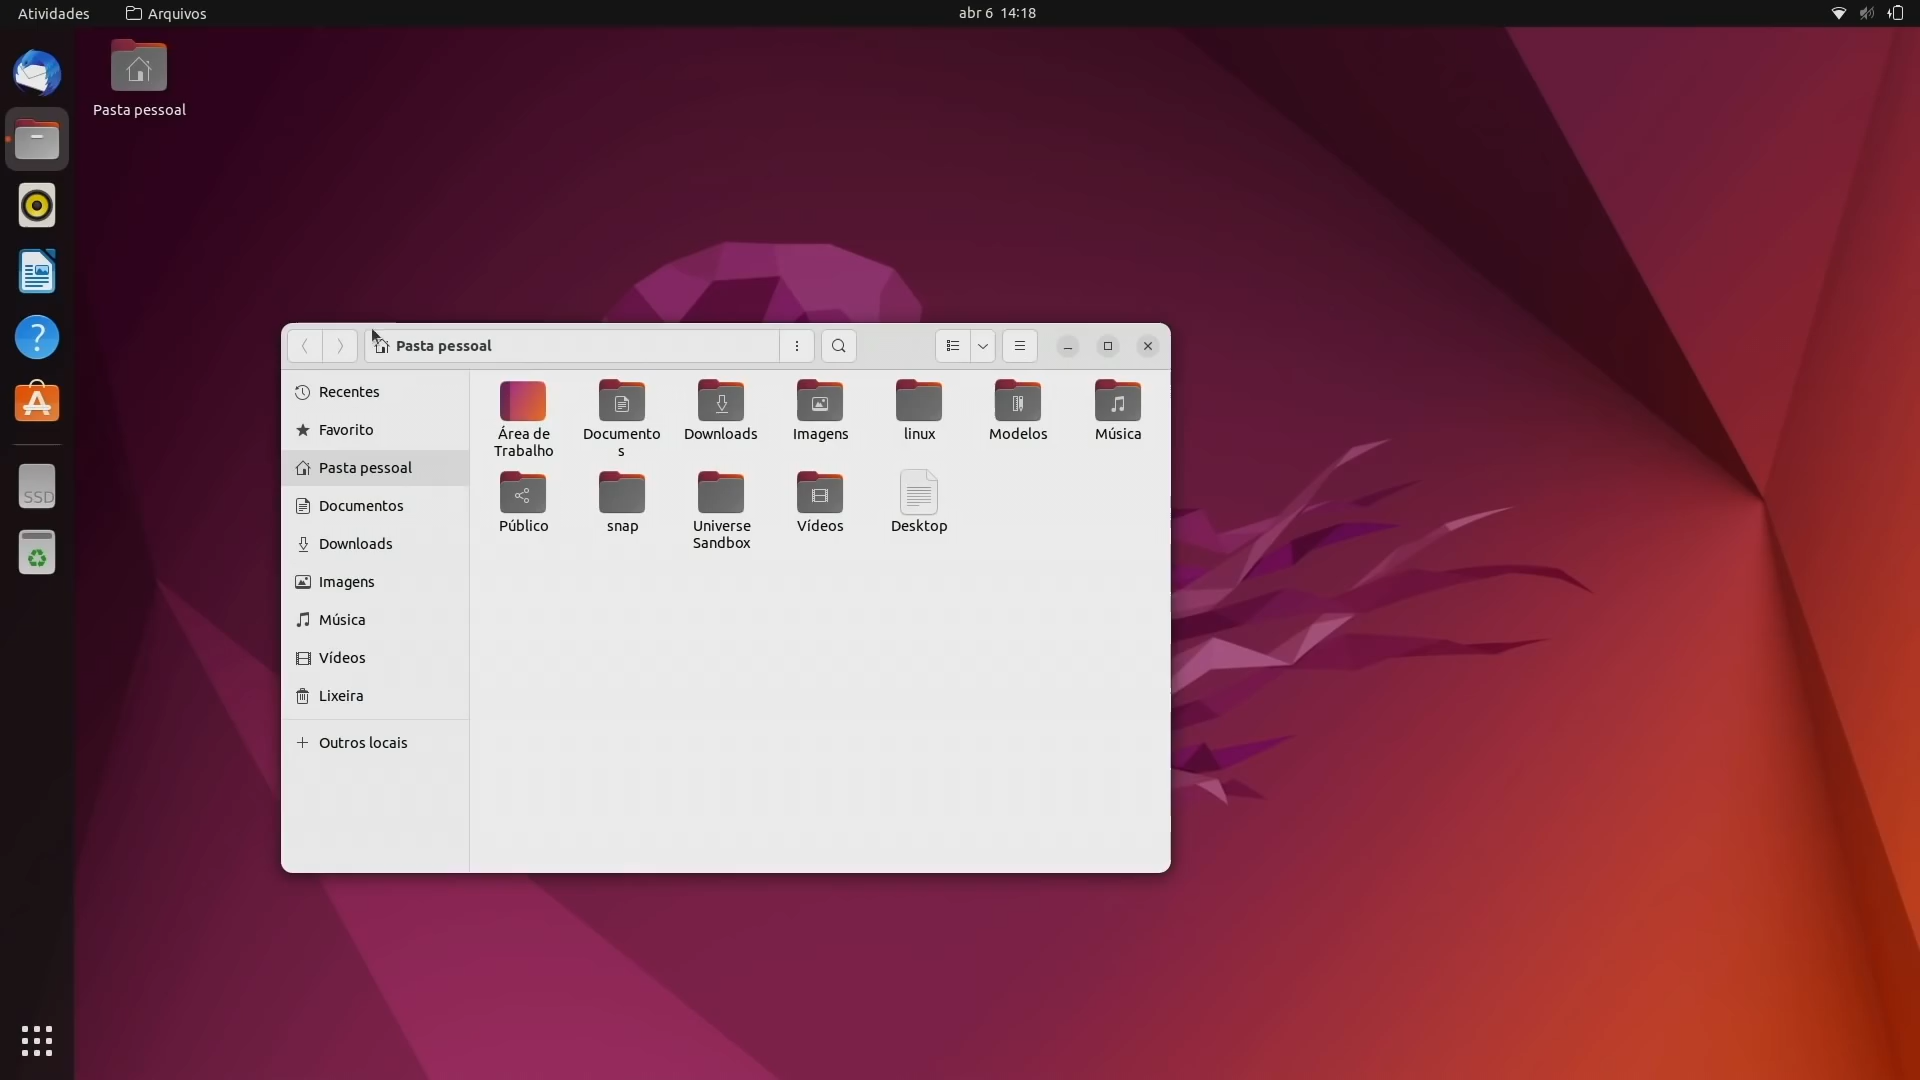 Atividades
Arquivos
abr 6 14:18
Pasta pessoal
Pasta pessoal
Recentes
Favorito
Pasta pessoal
Documentos
Downloads
Imagens
Música
Vídeos
Lixeira
Outros locais
Área de
Trabalho
Documento
s
Downloads
Imagens
linux
Modelos
Música
Público
snap
Universe
Sandbox
Vídeos
Desktop
SSD